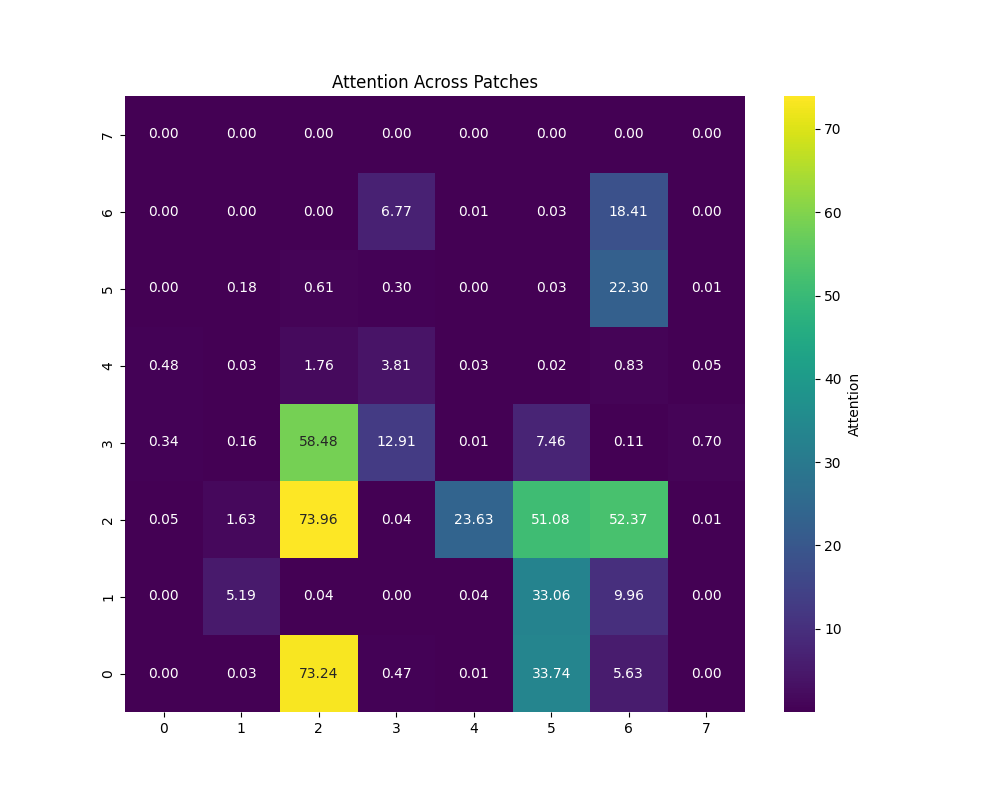 Attention Across Patches
7 0.00 0.00 0.00 0.00 0.00 0.00 0.00 0.00 70
6 0.00 0.00 0.00 6.77 0.01 0.03 18.41 0.00 60
5 0.00 0.18 0.61 0.30 0.00 0.03 22.30 0.01 50
4 0.48 0.03 1.76 3.81 0.03 0.02 0.83 0.05 40
Attention
3 0.34 0.16 58.48 12.91 0.01 7.46 0.11 0.70 30
2 0.05 1.63 73.96 0.04 23.63 51.08 52.37 0.01 20
1 0.00 5.19 0.04 0.00 0.04 33.06 9.96 0.00 10
0 0.00 0.03 73.24 0.47 0.01 33.74 5.63 0.00
0 1 2 3 4 5 6 7